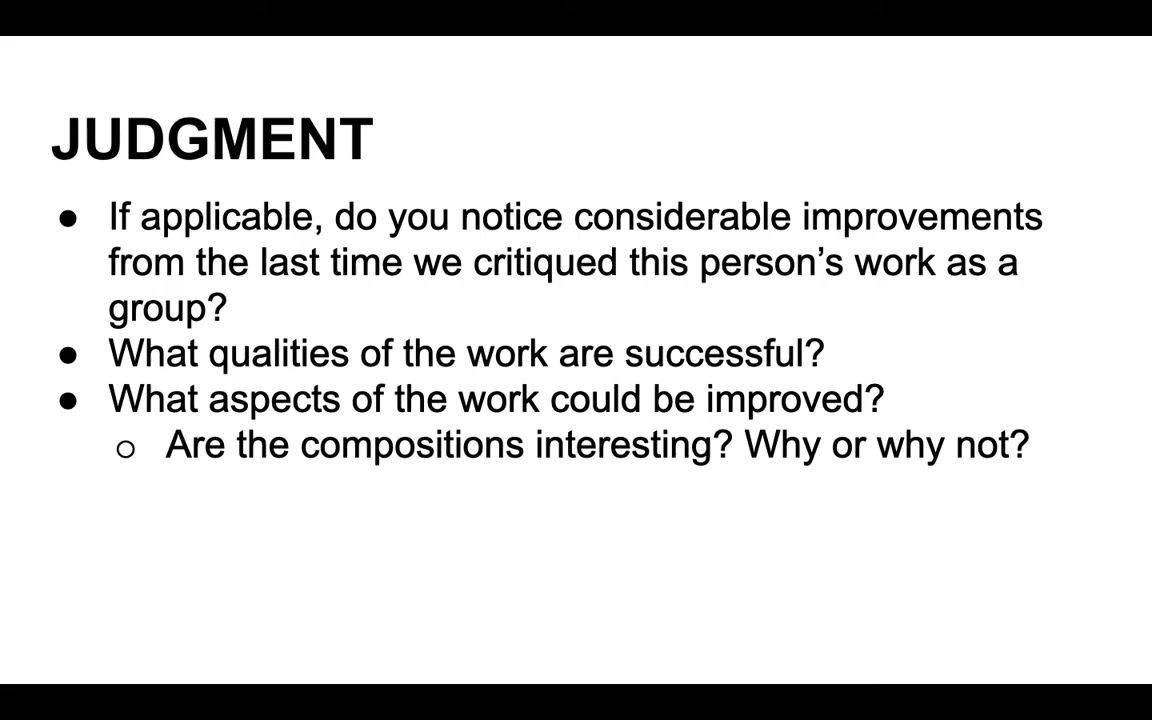 JUDGMENT
● If applicable, do you notice considerable improvements
from the last time we critiqued this person’s work as a
group?
● What qualities of the work are successful?
● What aspects of the work could be improved?
○ Are the compositions interesting? Why or why not?